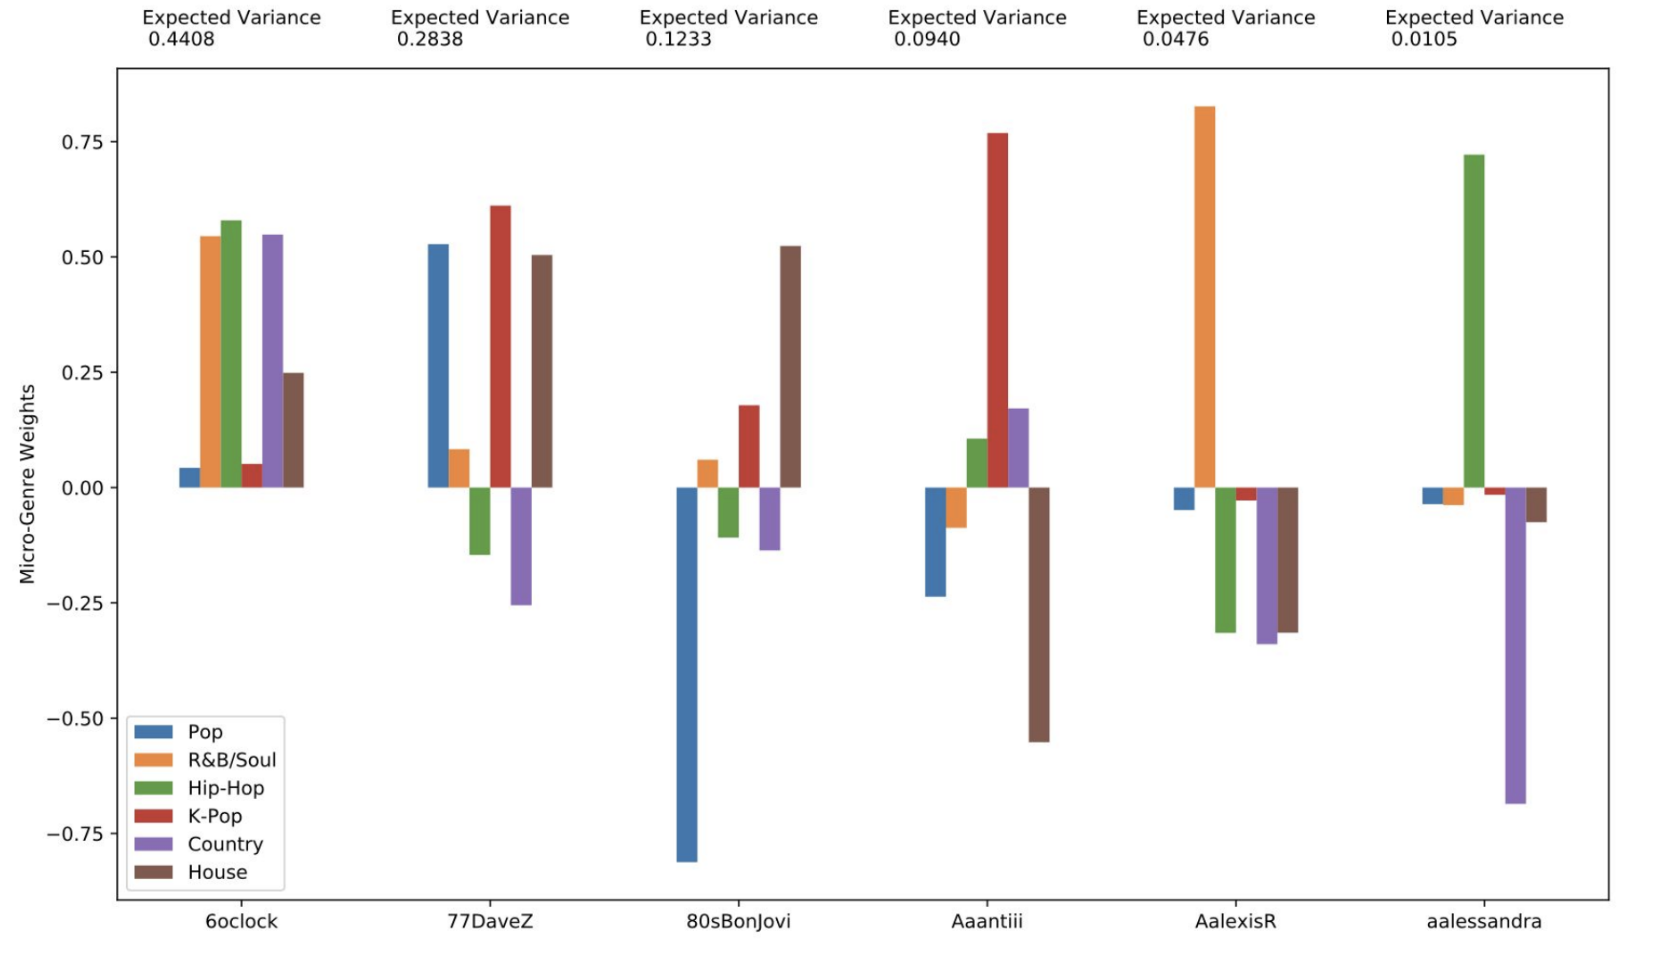 Expected Variance Expected Variance Expected Variance Expected Variance Expected Variance Expected Variance
0.4408 0.2838 0.1233 0.0940 0.0476 0.0105
0.75
0.50
0.25
0.00
−0.25
−0.50
−0.75
Micro-Genre Weights
Pop
R&B/Soul
Hip-Hop
K-Pop
Country
House
6oclock 77DaveZ 80sBonJovi Aaantiii AalexisR aalessandra